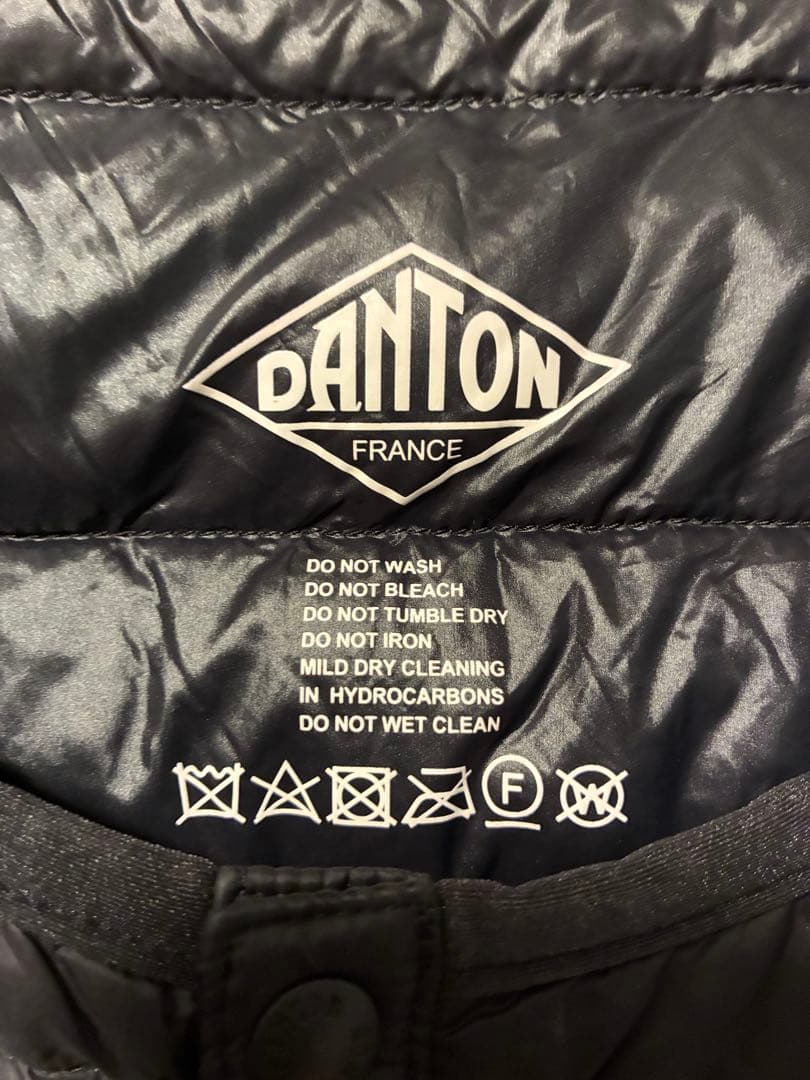 DANTON
FRANCE
DO NOT WASH
DO NOT BLEACH
DO NOT TUMBLE DRY
DO NOT IRON
MILD DRY CLEANING
IN HYDROCARBONS
DO NOT WET CLEAN
F
W